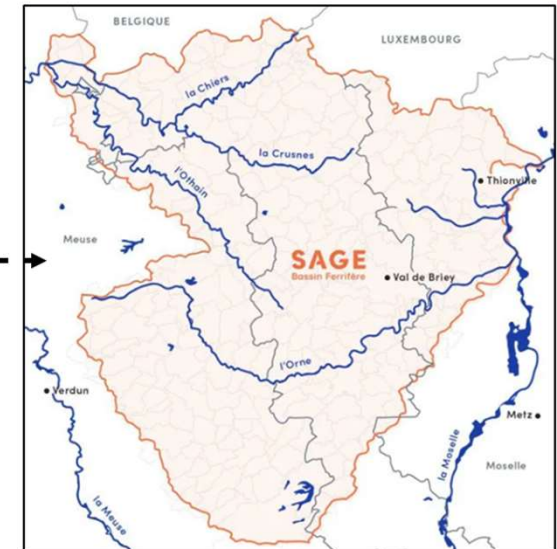 BELGIQUE
LUXEMBOURG
la Chiers
la Crusnes
l'Othain
Thionville
Meuse
SAGE
Bassin Ferrifère
Val de Briey
l'Orne
Verdun
Metz
la Moselle
Moselle
la Meuse